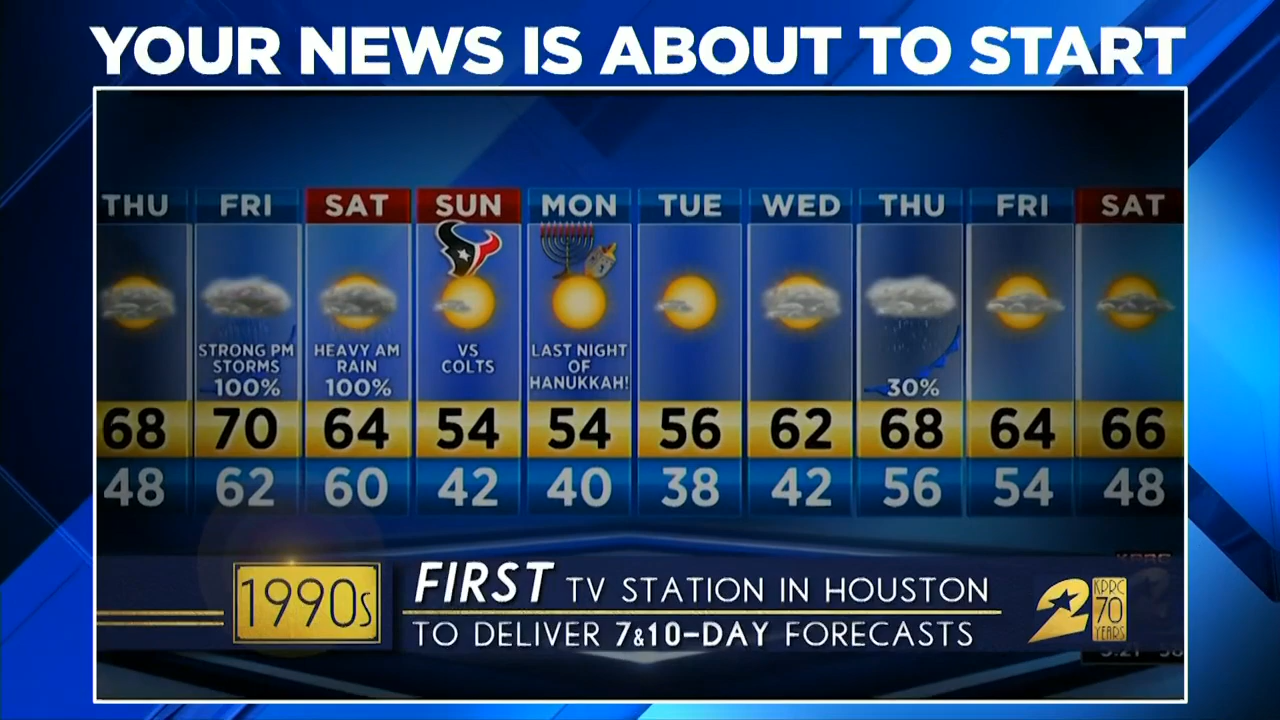 YOUR NEWS IS ABOUT TO START
THU FRI SAT SUN MON TUE WED THU FRI SAT
STRONG PM HEAVY AM VS LAST NIGHT
STORMS RAIN COLTS OF
100% 100% HANUKKAH! 30%
68 70 64 54 54 56 62 68 64 66
48 62 60 42 40 38 42 56 54 48
1990s FIRST TV STATION IN HOUSTON
TO DELIVER 7&10-DAY FORECASTS
2 KPRC
70
YEARS